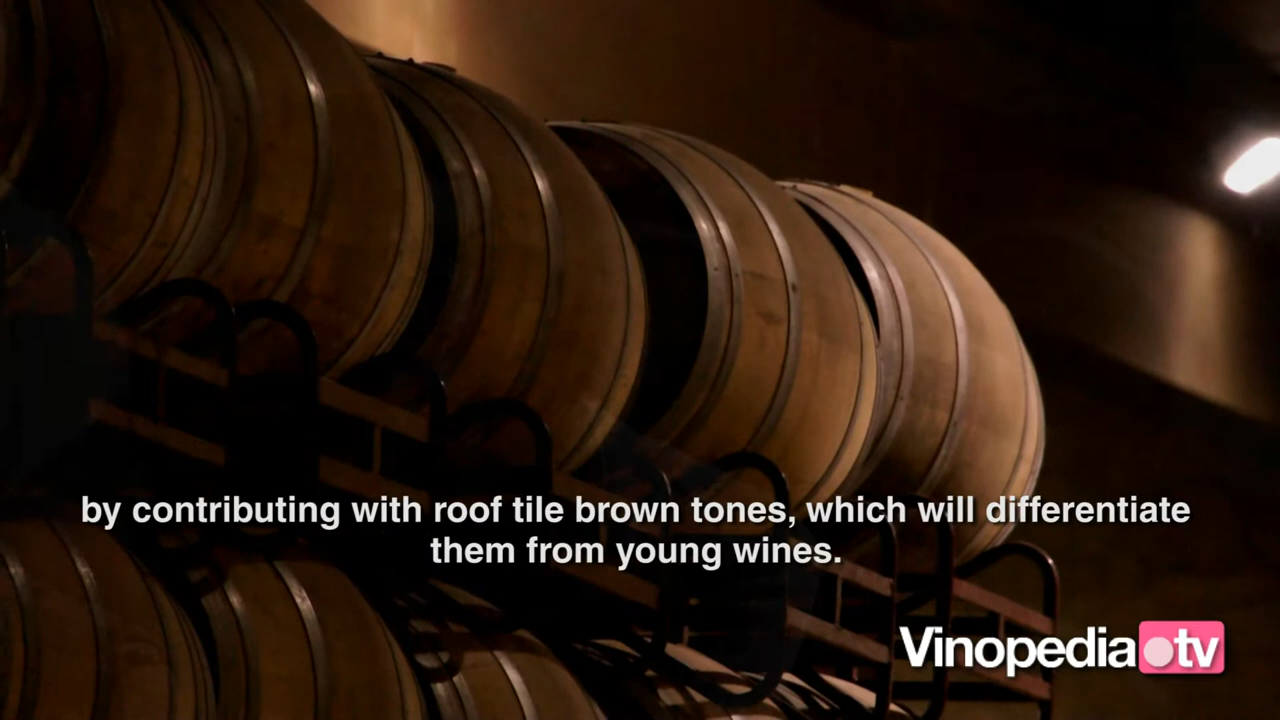 by contributing with roof tile brown tones, which will differentiate
them from young wines.
Vinopedia.tv